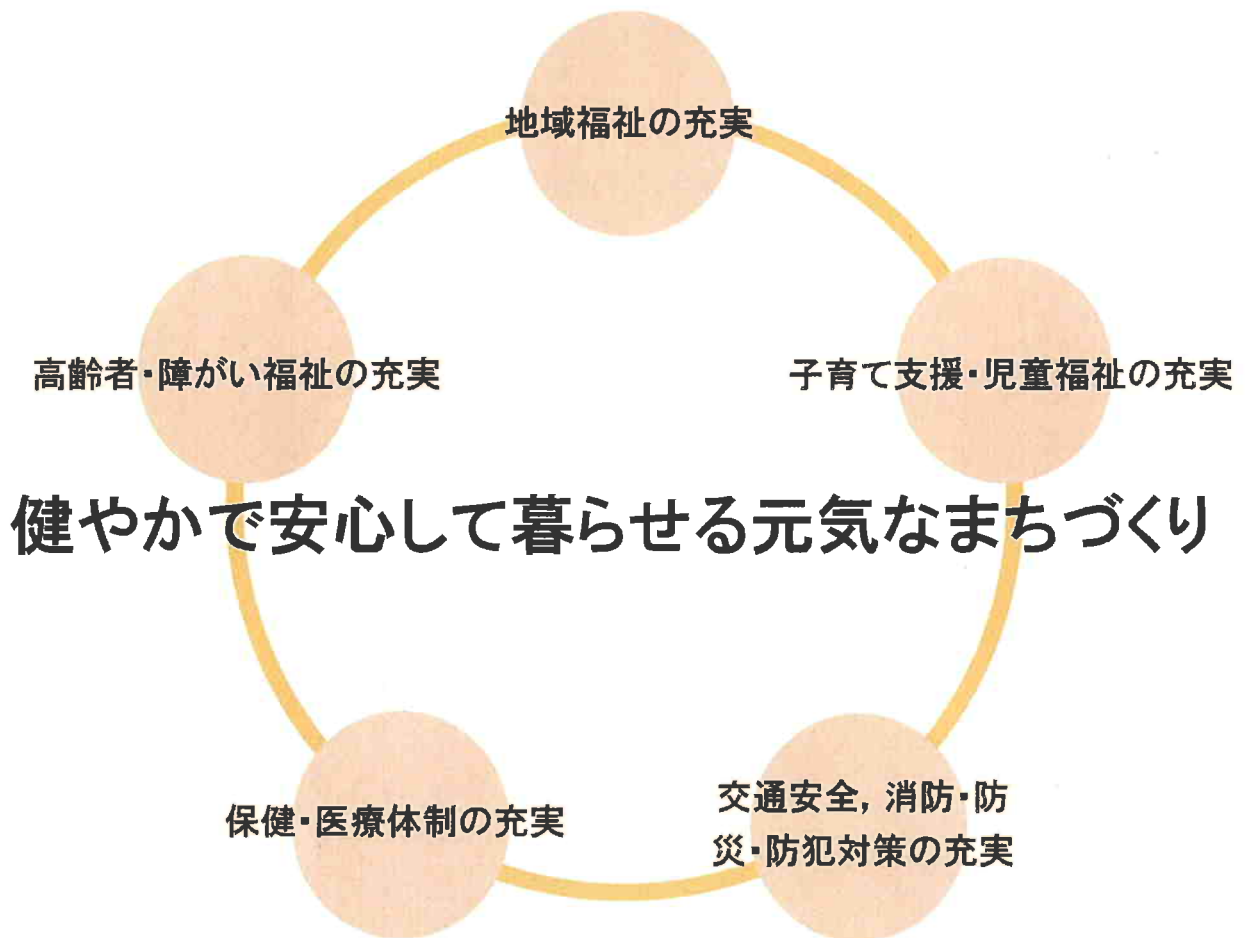 地域福祉の充実
高齢者・障がい福祉の充実
子育て支援・児童福祉の充実
健やかで安心して暮らせる元気なまちづくり
保健・医療体制の充実
交通安全，消防・防
災・防犯対策の充実